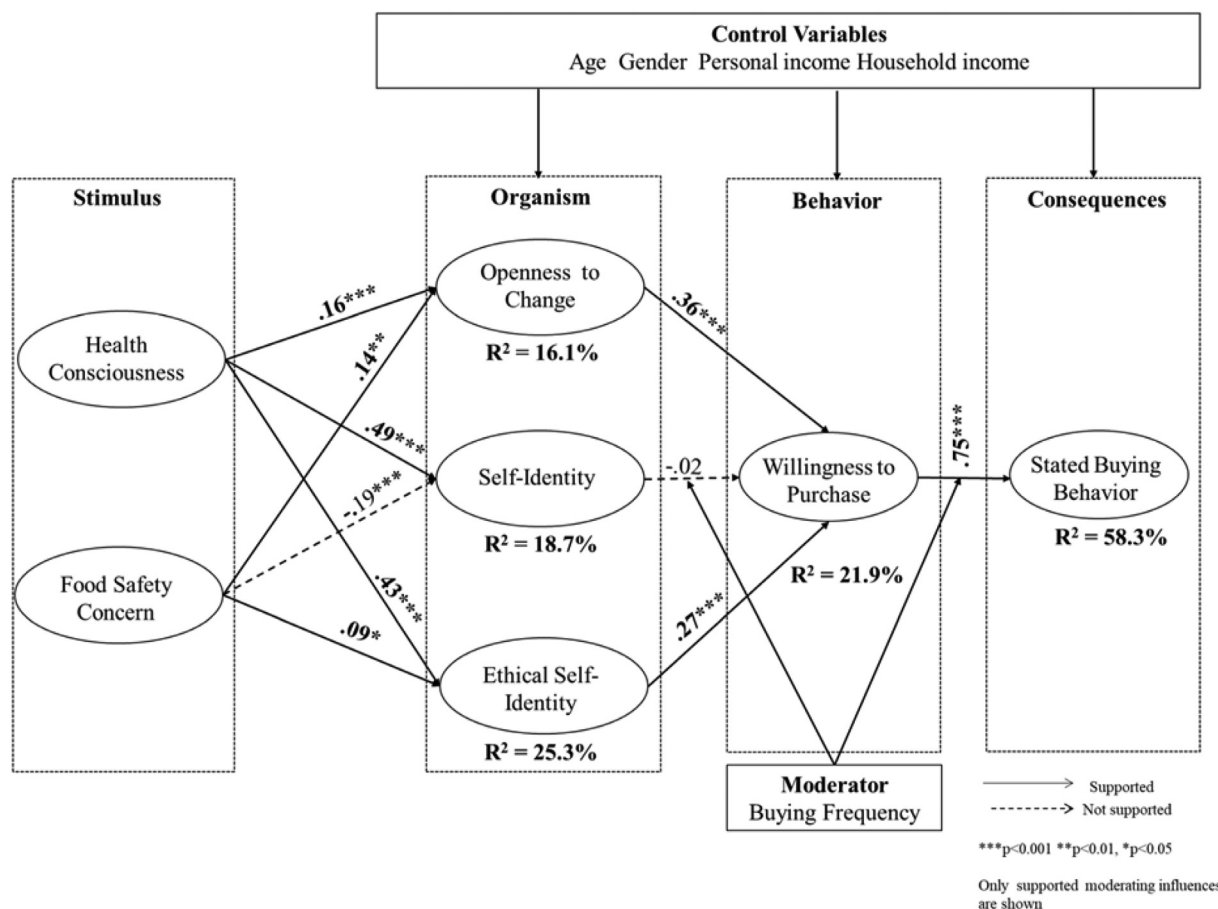 Control Variables
Age Gender Personal income Household income
Stimulus
Organism
Behavior
Consequences
Health
Consciousness
Food Safety
Concern
.16***
.14**
.49***
-.19***
.43***
.09*
Openness to
Change
R² = 16.1%
Self-Identity
R² = 18.7%
Ethical Self-
Identity
R² = 25.3%
.36***
-.02
.27***
Willingness to
Purchase
R² = 21.9%
.75***
Stated Buying
Behavior
R² = 58.3%
Moderator
Buying Frequency
Supported
Not supported
***p<0.001 **p<0.01, *p<0.05
Only supported moderating influences
are shown